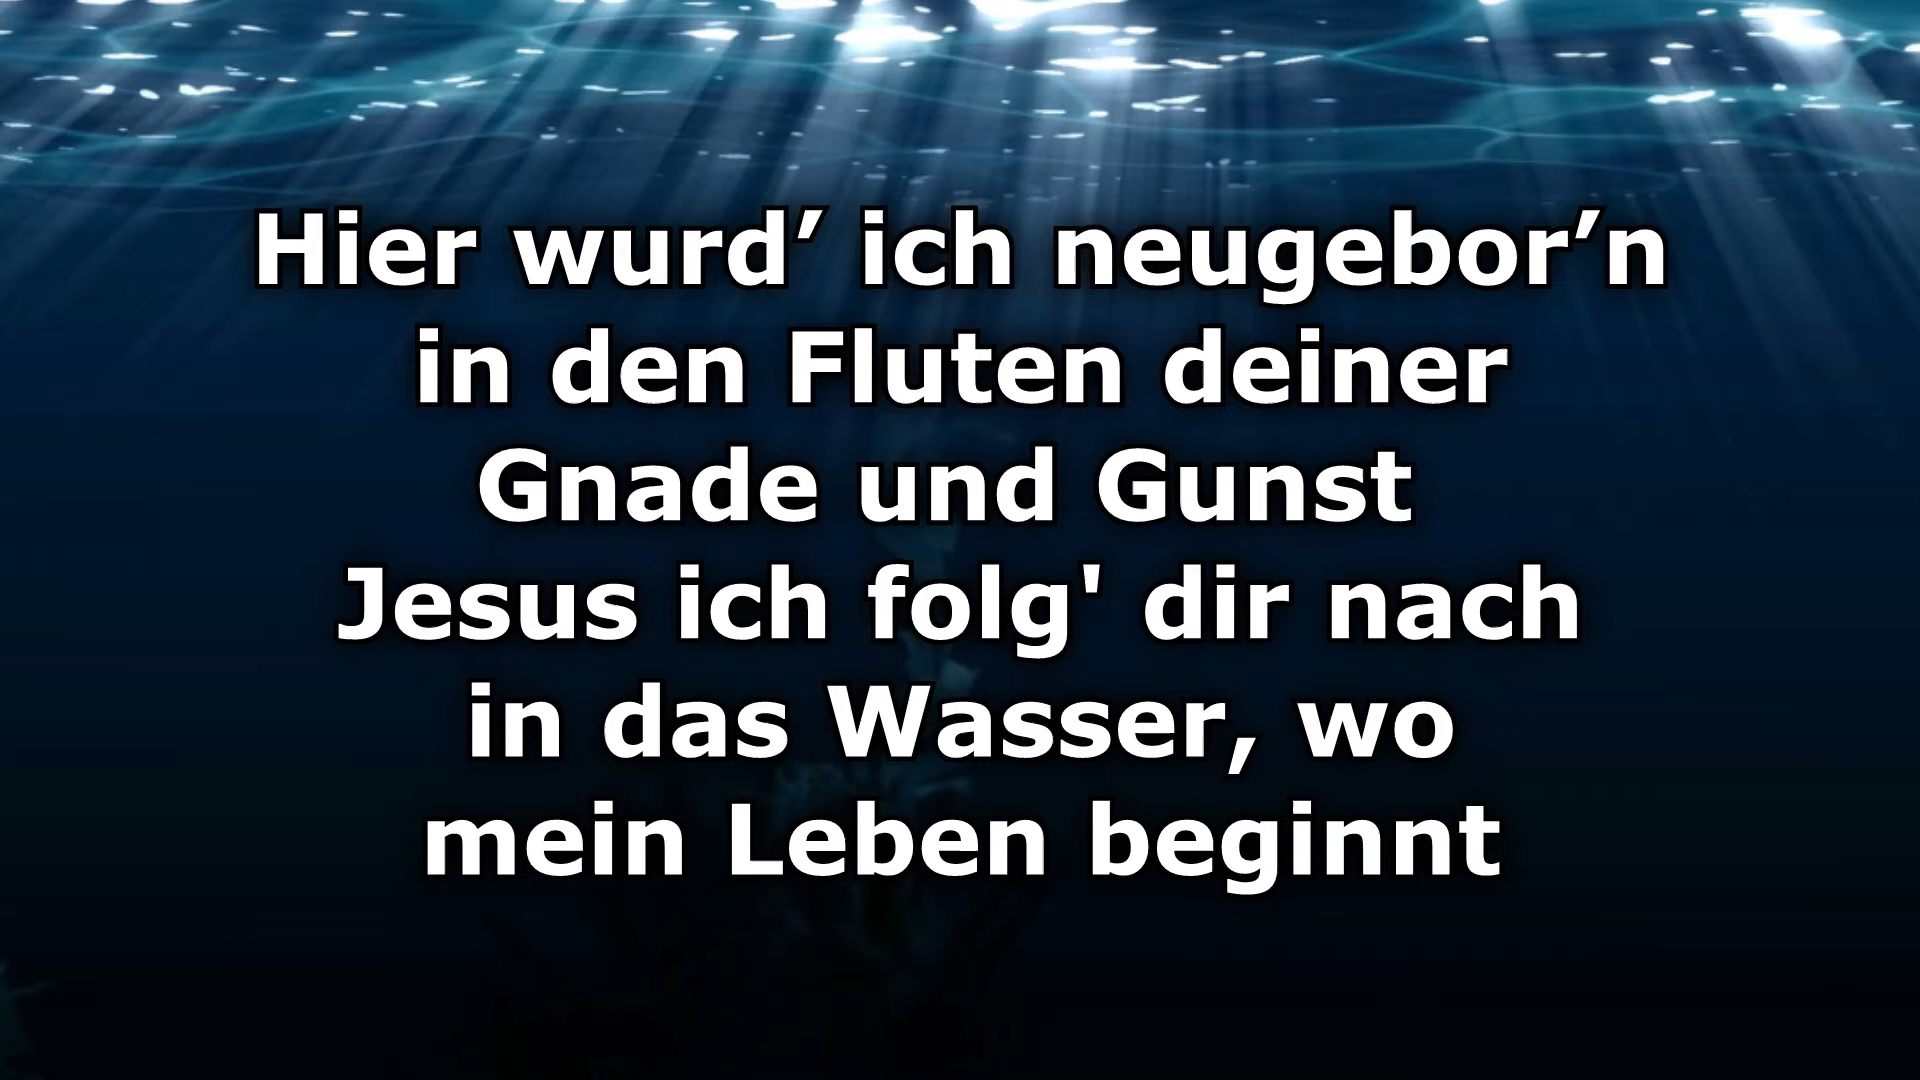 Hier wurd’ ich neugebor’n
in den Fluten deiner
Gnade und Gunst
Jesus ich folg' dir nach
in das Wasser, wo
mein Leben beginnt